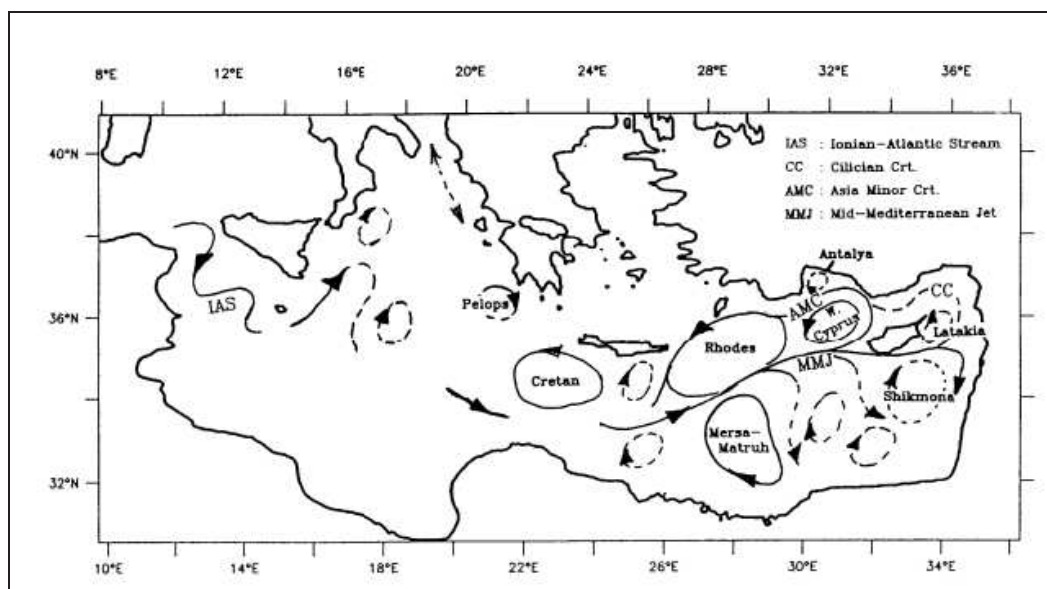 8°E 12°E 16°E 20°E 24°E 28°E 32°E 36°E
40°N
IAS : Ionian-Atlantic Stream
CC : Cilician Crt.
AMC : Asia Minor Crt.
MMJ : Mid-Mediterranean Jet
Antalya
IAS
Pelops
AMC
W.
Cyprus
CC
Latakia
36°N
Rhodes
MMJ
Cretan
Shikmona
Mersa-
Matruh
32°N
10°E 18°E 22°E 26°E 30°E 34°E